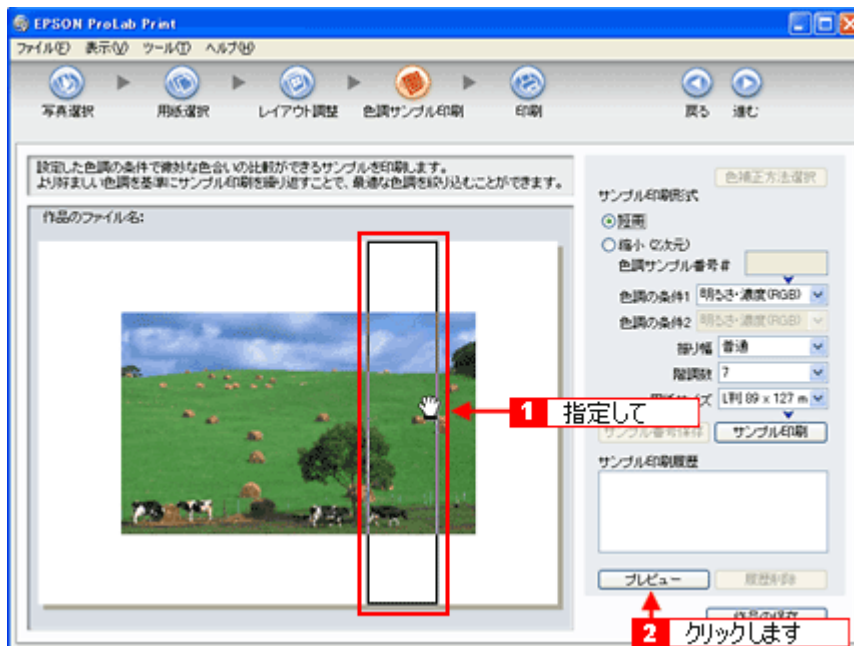 EPSON ProLab Print
ファイル(F) 表示(V) ツール(T) ヘルプ(H)
写真選択 用紙選択 レイアウト調整 色調サンプル印刷 印刷 戻る 進む
設定した色調の条件で微妙な色合いの比較ができるサンプルを印刷します。
より好ましい色調を基準にサンプル印刷を繰り返すことで、最適な色調を絞り込むことができます。
作品のファイル名:
色補正方法選択
サンプル印刷形式
短冊
縮小(2次元)
色調サンプル番号#
色調の条件1 明るさ・濃度(RGB)
色調の条件2 明るさ・濃度(RGB)
振り幅 普通
階調数 7
用紙サイズ L判 89 x 127 m
1 指定して
サンプル番号保存 サンプル印刷
サンプル印刷履歴
プレビュー 履歴削除
作品の保存
2 クリックします